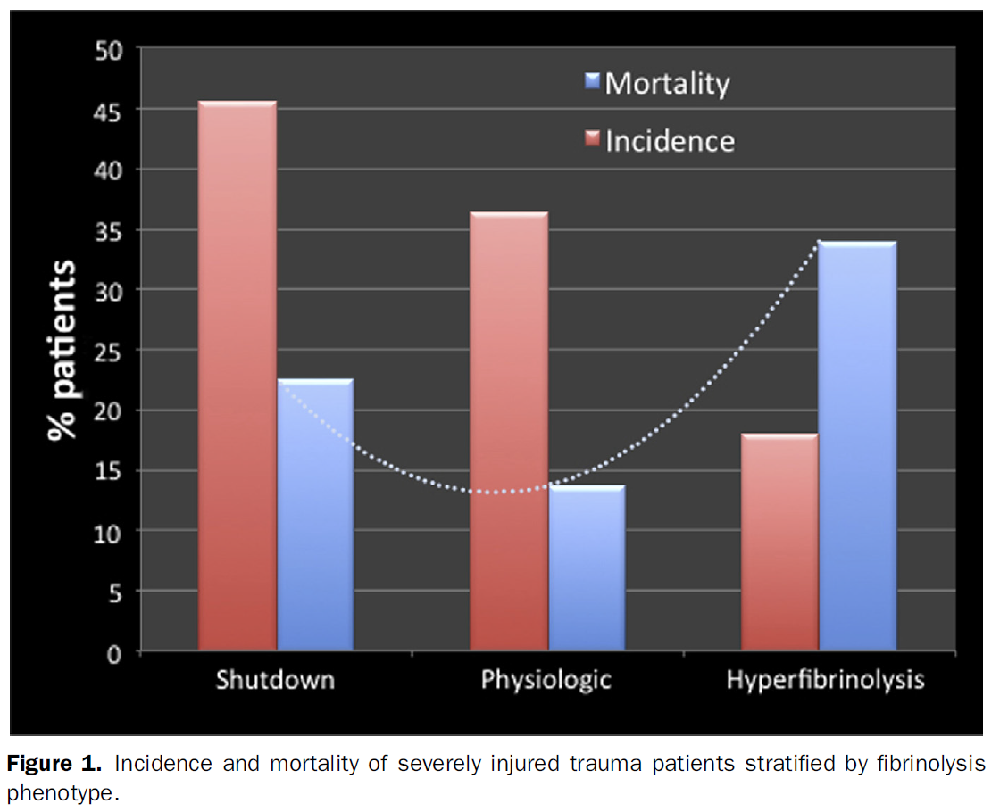 50
45
40
35
30
25
20
15
10
5
0
% patients
Mortality
Incidence
Shutdown
Physiologic
Hyperfibrinolysis
Figure 1. Incidence and mortality of severely injured trauma patients stratified by fibrinolysis
phenotype.